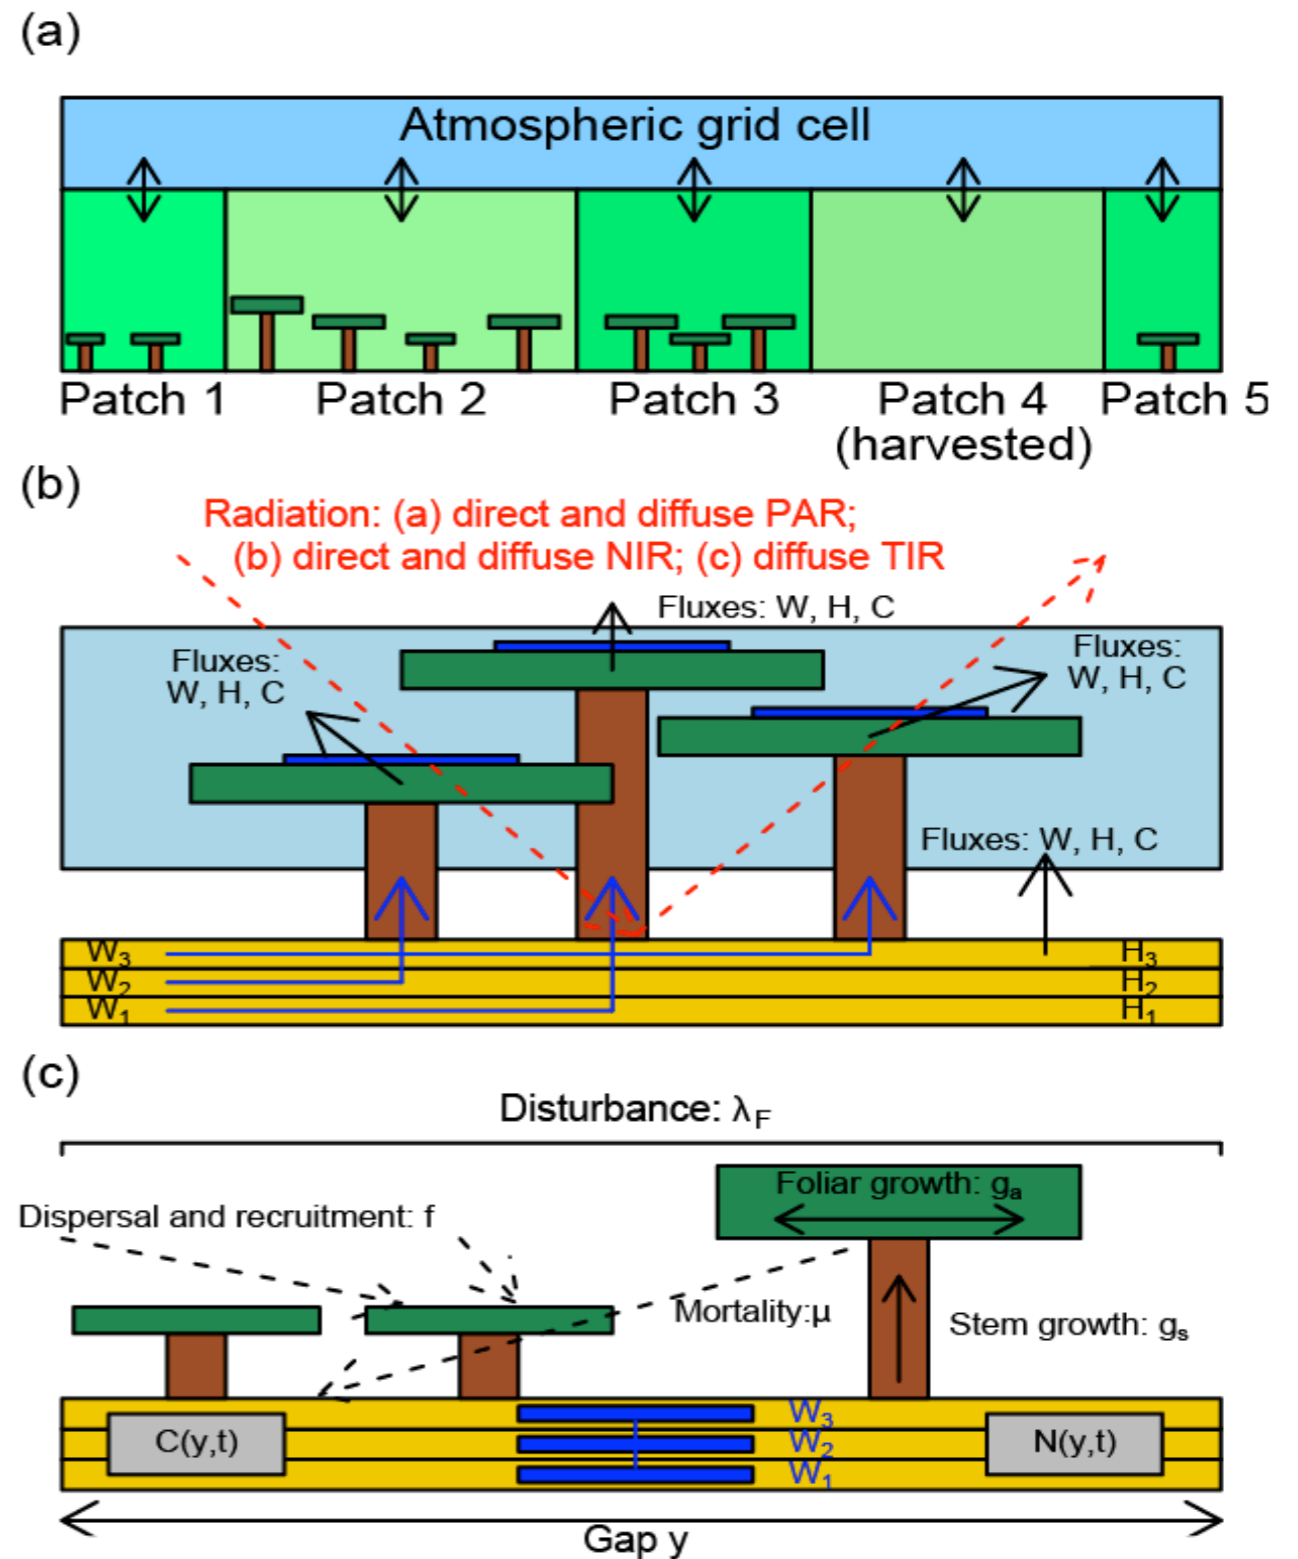 (a)
Atmospheric grid cell
Patch 1 Patch 2 Patch 3 Patch 4 Patch 5
(harvested)
(b)
Radiation: (a) direct and diffuse PAR;
(b) direct and diffuse NIR; (c) diffuse TIR
Fluxes: W, H, C
Fluxes:
W, H, C
Fluxes:
W, H, C
Fluxes: W, H, C
W₃ H₃
W₂ H₂
W₁ H₁
(c)
Disturbance: λ_F
Foliar growth: gₐ
Dispersal and recruitment: f
Mortality:μ
Stem growth: gₛ
W₃
C(y,t) W₂ N(y,t)
W₁
Gap y